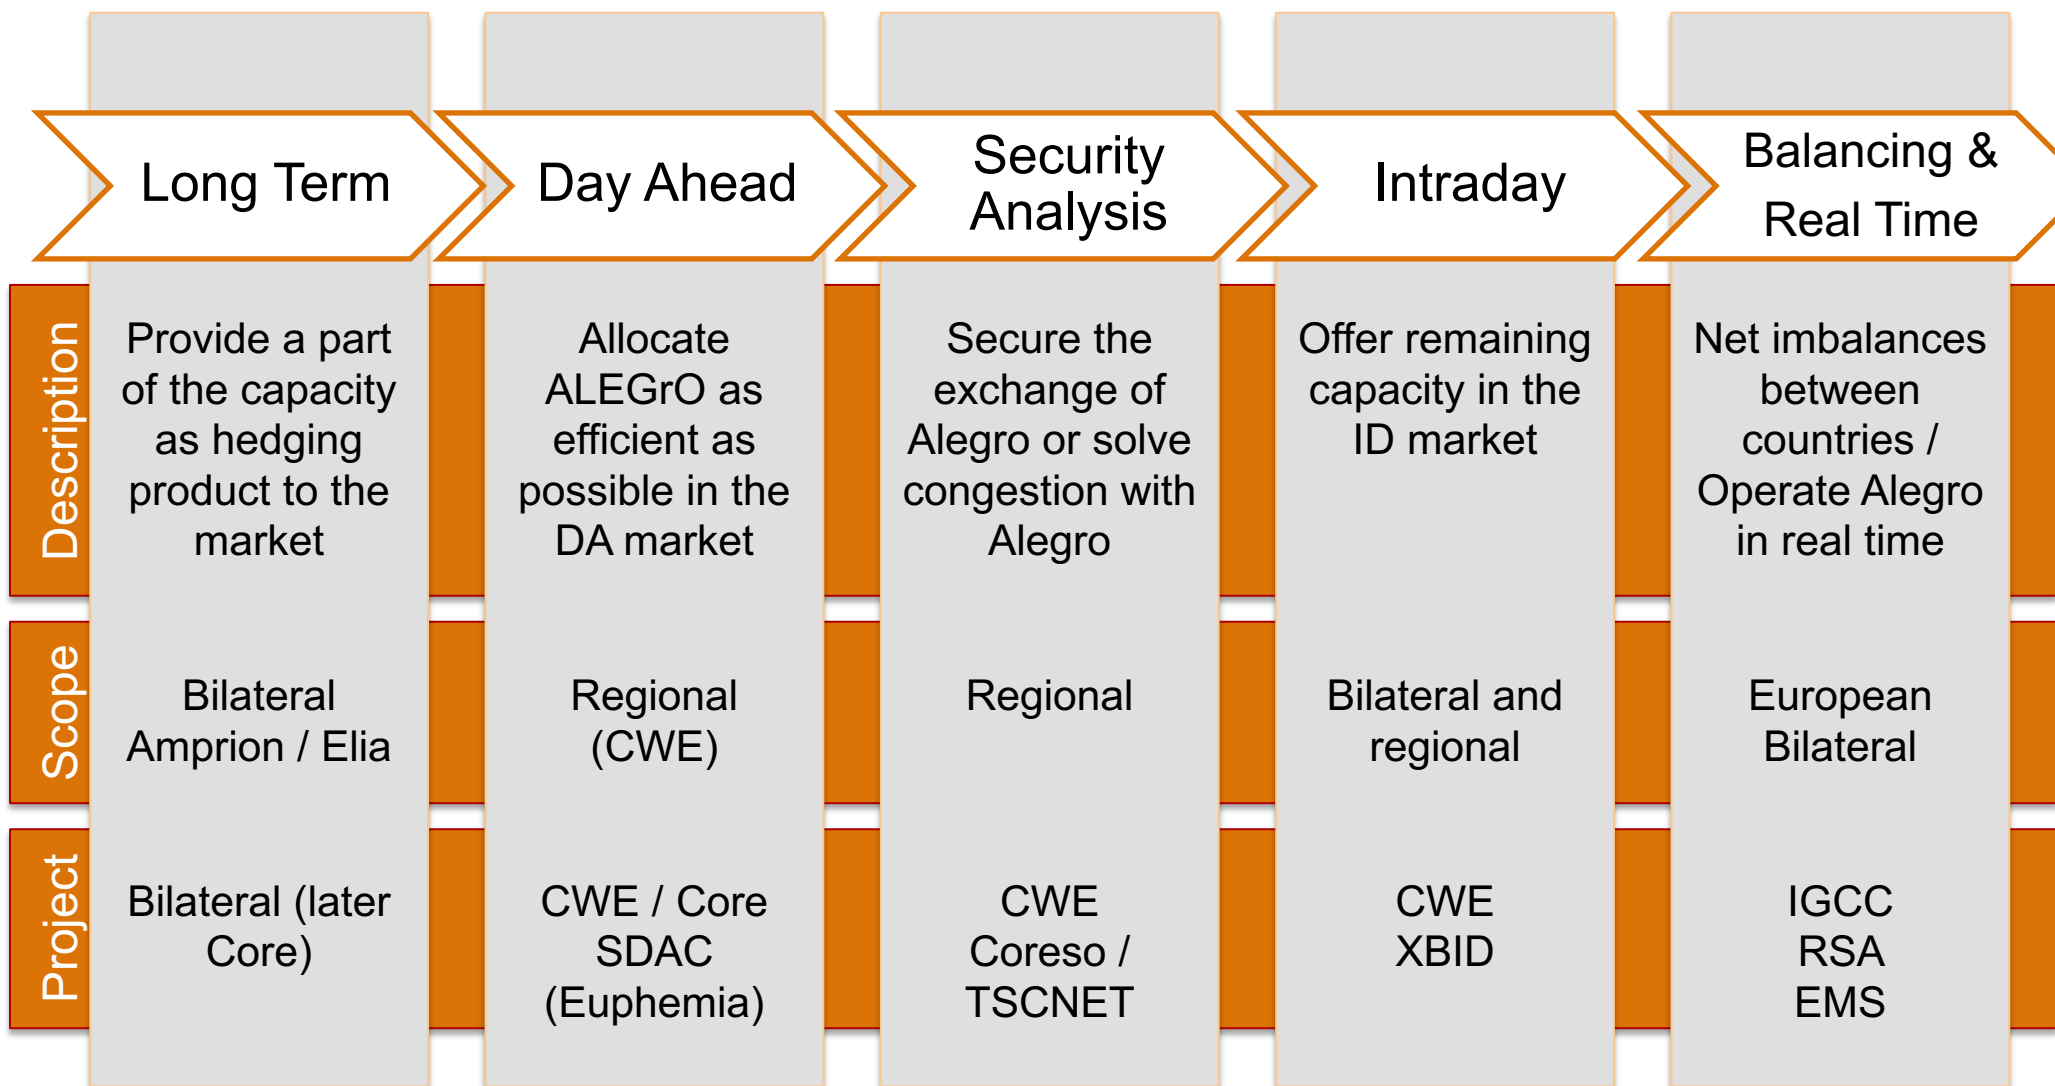 Long Term
Day Ahead
Security
Analysis
Intraday
Balancing &
Real Time
Description
Provide a part
of the capacity
as hedging
product to the
market
Allocate
ALEGrO as
efficient as
possible in the
DA market
Secure the
exchange of
Alegro or solve
congestion with
Alegro
Offer remaining
capacity in the
ID market
Net imbalances
between
countries /
Operate Alegro
in real time
Scope
Bilateral
Amprion / Elia
Regional
(CWE)
Regional
Bilateral and
regional
European
Bilateral
Project
Bilateral (later
Core)
CWE / Core
SDAC
(Euphemia)
CWE
Coreso /
TSCNET
CWE
XBID
IGCC
RSA
EMS